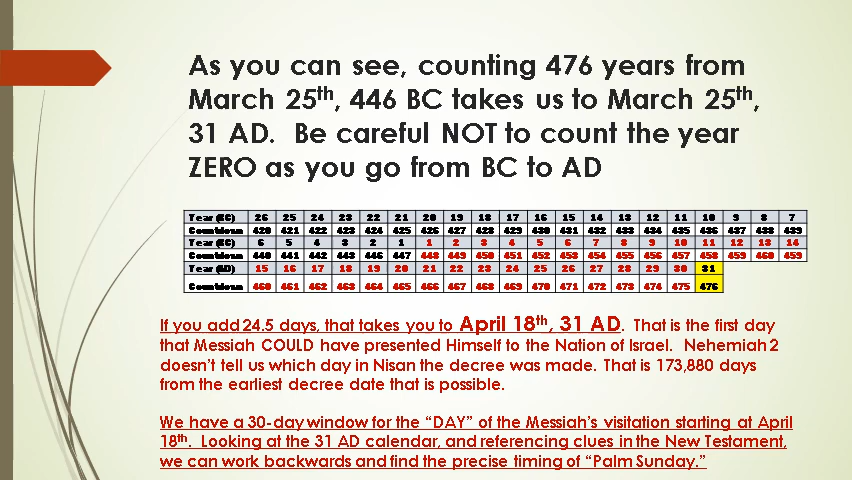 As you can see, counting 476 years from
March 25th, 446 BC takes us to March 25th,
31 AD. Be careful NOT to count the year
ZERO as you go from BC to AD
Year (BC) 26 25 24 23 22 21 20 19 18 17 16 15 14 13 12 11 10 9 8 7
Countdown 420 421 422 423 424 425 426 427 428 429 430 431 432 433 434 435 436 437 438 439
Year (BC) 6 5 4 3 2 1 1 2 3 4 5 6 7 8 9 10 11 12 13 14
Countdown 440 441 442 443 446 447 448 449 450 451 452 453 454 455 456 457 458 459 460 459
Year (AD) 15 16 17 18 19 20 21 22 23 24 25 26 27 28 29 30 31
Countdown 460 461 462 463 464 465 466 467 468 469 470 471 472 473 474 475 476
If you add 24.5 days, that takes you to April 18th, 31 AD. That is the first day
that Messiah COULD have presented Himself to the Nation of Israel. Nehemiah 2
doesn't tell us which day in Nisan the decree was made. That is 173,880 days
from the earliest decree date that is possible.
We have a 30-day window for the "DAY" of the Messiah's visitation starting at April
18th. Looking at the 31 AD calendar, and referencing clues in the New Testament,
we can work backwards and find the precise timing of "Palm Sunday."